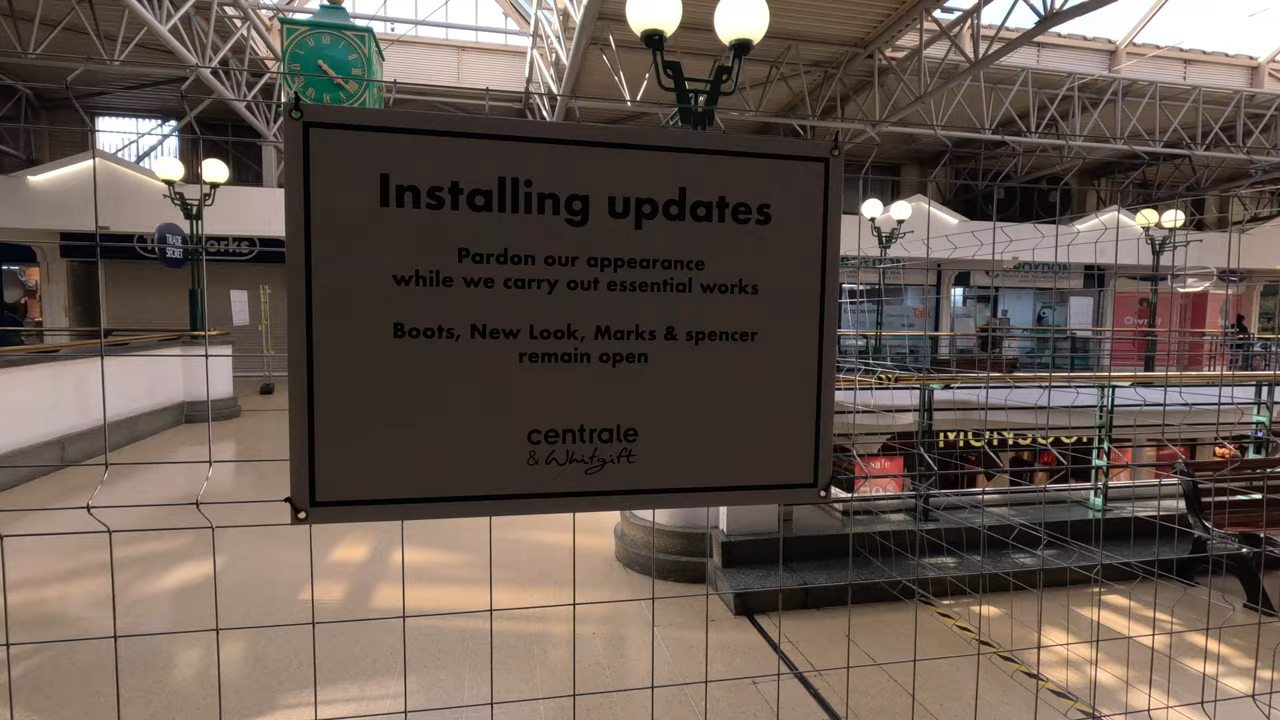 Installing updates
Pardon our appearance
while we carry out essential works
Boots, New Look, Marks & spencer
remain open
centrale
& Whitgift
TRADE
SECRET
Talk
Sale